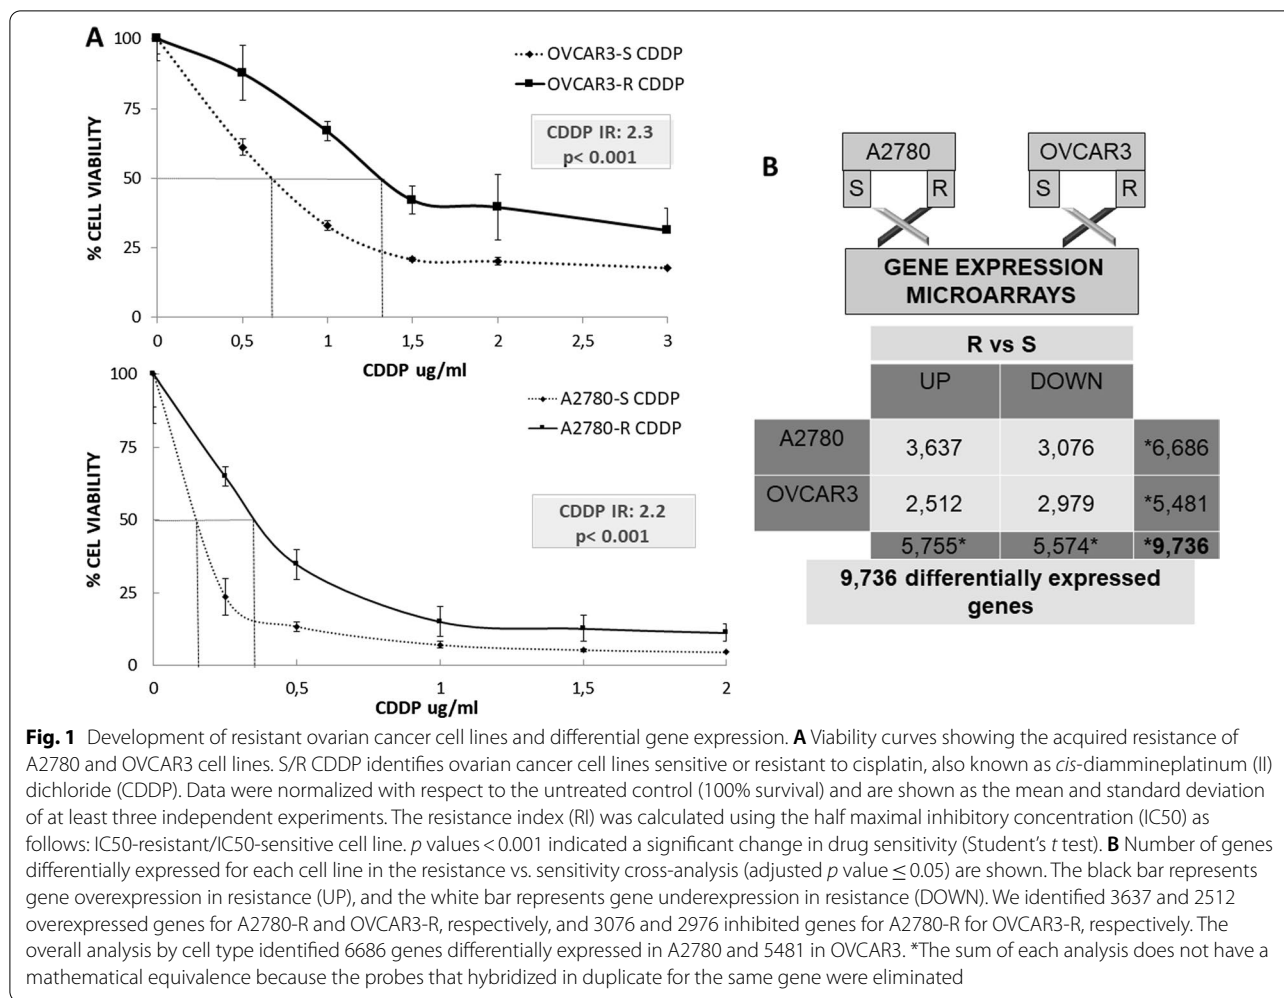 A
100
75
50
25
0
% CELL VIABILITY
OVCAR3-S CDDP
OVCAR3-R CDDP
CDDP IR: 2.3
p< 0.001
0 0,5 1 1,5 2 2,5 3
CDDP ug/ml
100
75
50
25
0
% CEL VIABILITY
A2780-S CDDP
A2780-R CDDP
CDDP IR: 2.2
p< 0.001
0 0,5 1 1,5 2
CDDP ug/ml
B
A2780 OVCAR3
S R S R
GENE EXPRESSION
MICROARRAYS
R vs S
UP DOWN
A2780 3,637 3,076 *6,686
OVCAR3 2,512 2,979 *5,481
5,755* 5,574* *9,736
9,736 differentially expressed
genes
Fig. 1 Development of resistant ovarian cancer cell lines and differential gene expression. A Viability curves showing the acquired resistance of
A2780 and OVCAR3 cell lines. S/R CDDP identifies ovarian cancer cell lines sensitive or resistant to cisplatin, also known as cis-diammineplatinum (II)
dichloride (CDDP). Data were normalized with respect to the untreated control (100% survival) and are shown as the mean and standard deviation
of at least three independent experiments. The resistance index (RI) was calculated using the half maximal inhibitory concentration (IC50) as
follows: IC50-resistant/IC50-sensitive cell line. p values < 0.001 indicated a significant change in drug sensitivity (Student's t test). B Number of genes
differentially expressed for each cell line in the resistance vs. sensitivity cross-analysis (adjusted p value ≤ 0.05) are shown. The black bar represents
gene overexpression in resistance (UP), and the white bar represents gene underexpression in resistance (DOWN). We identified 3637 and 2512
overexpressed genes for A2780-R and OVCAR3-R, respectively, and 3076 and 2976 inhibited genes for A2780-R for OVCAR3-R, respectively. The
overall analysis by cell type identified 6686 genes differentially expressed in A2780 and 5481 in OVCAR3. *The sum of each analysis does not have a
mathematical equivalence because the probes that hybridized in duplicate for the same gene were eliminated